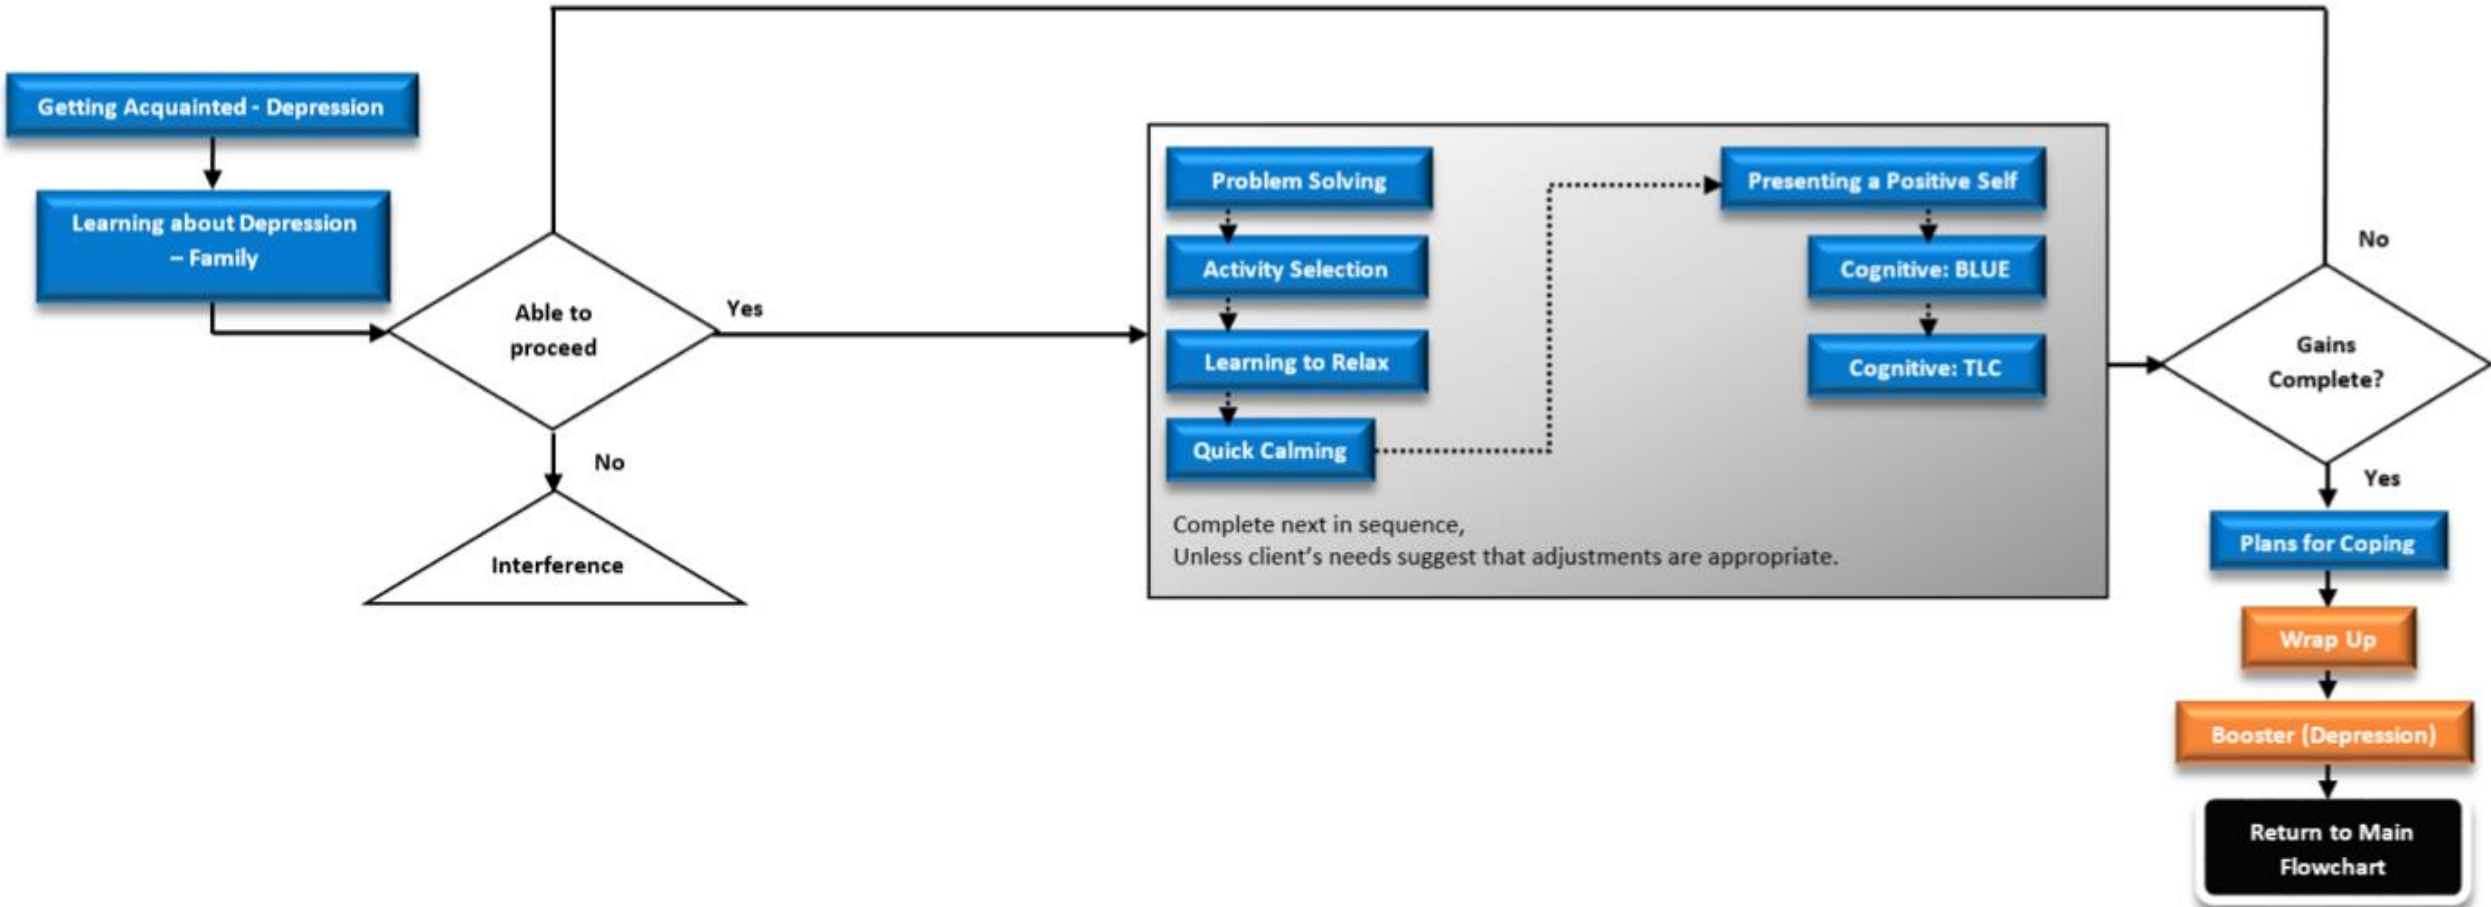 Getting Acquainted - Depression
Learning about Depression
– Family
Able to
proceed
Yes
No
Interference
Problem Solving
Activity Selection
Learning to Relax
Quick Calming
Presenting a Positive Self
Cognitive: BLUE
Cognitive: TLC
Complete next in sequence,
Unless client's needs suggest that adjustments are appropriate.
No
Gains
Complete?
Yes
Plans for Coping
Wrap Up
Booster (Depression)
Return to Main
Flowchart